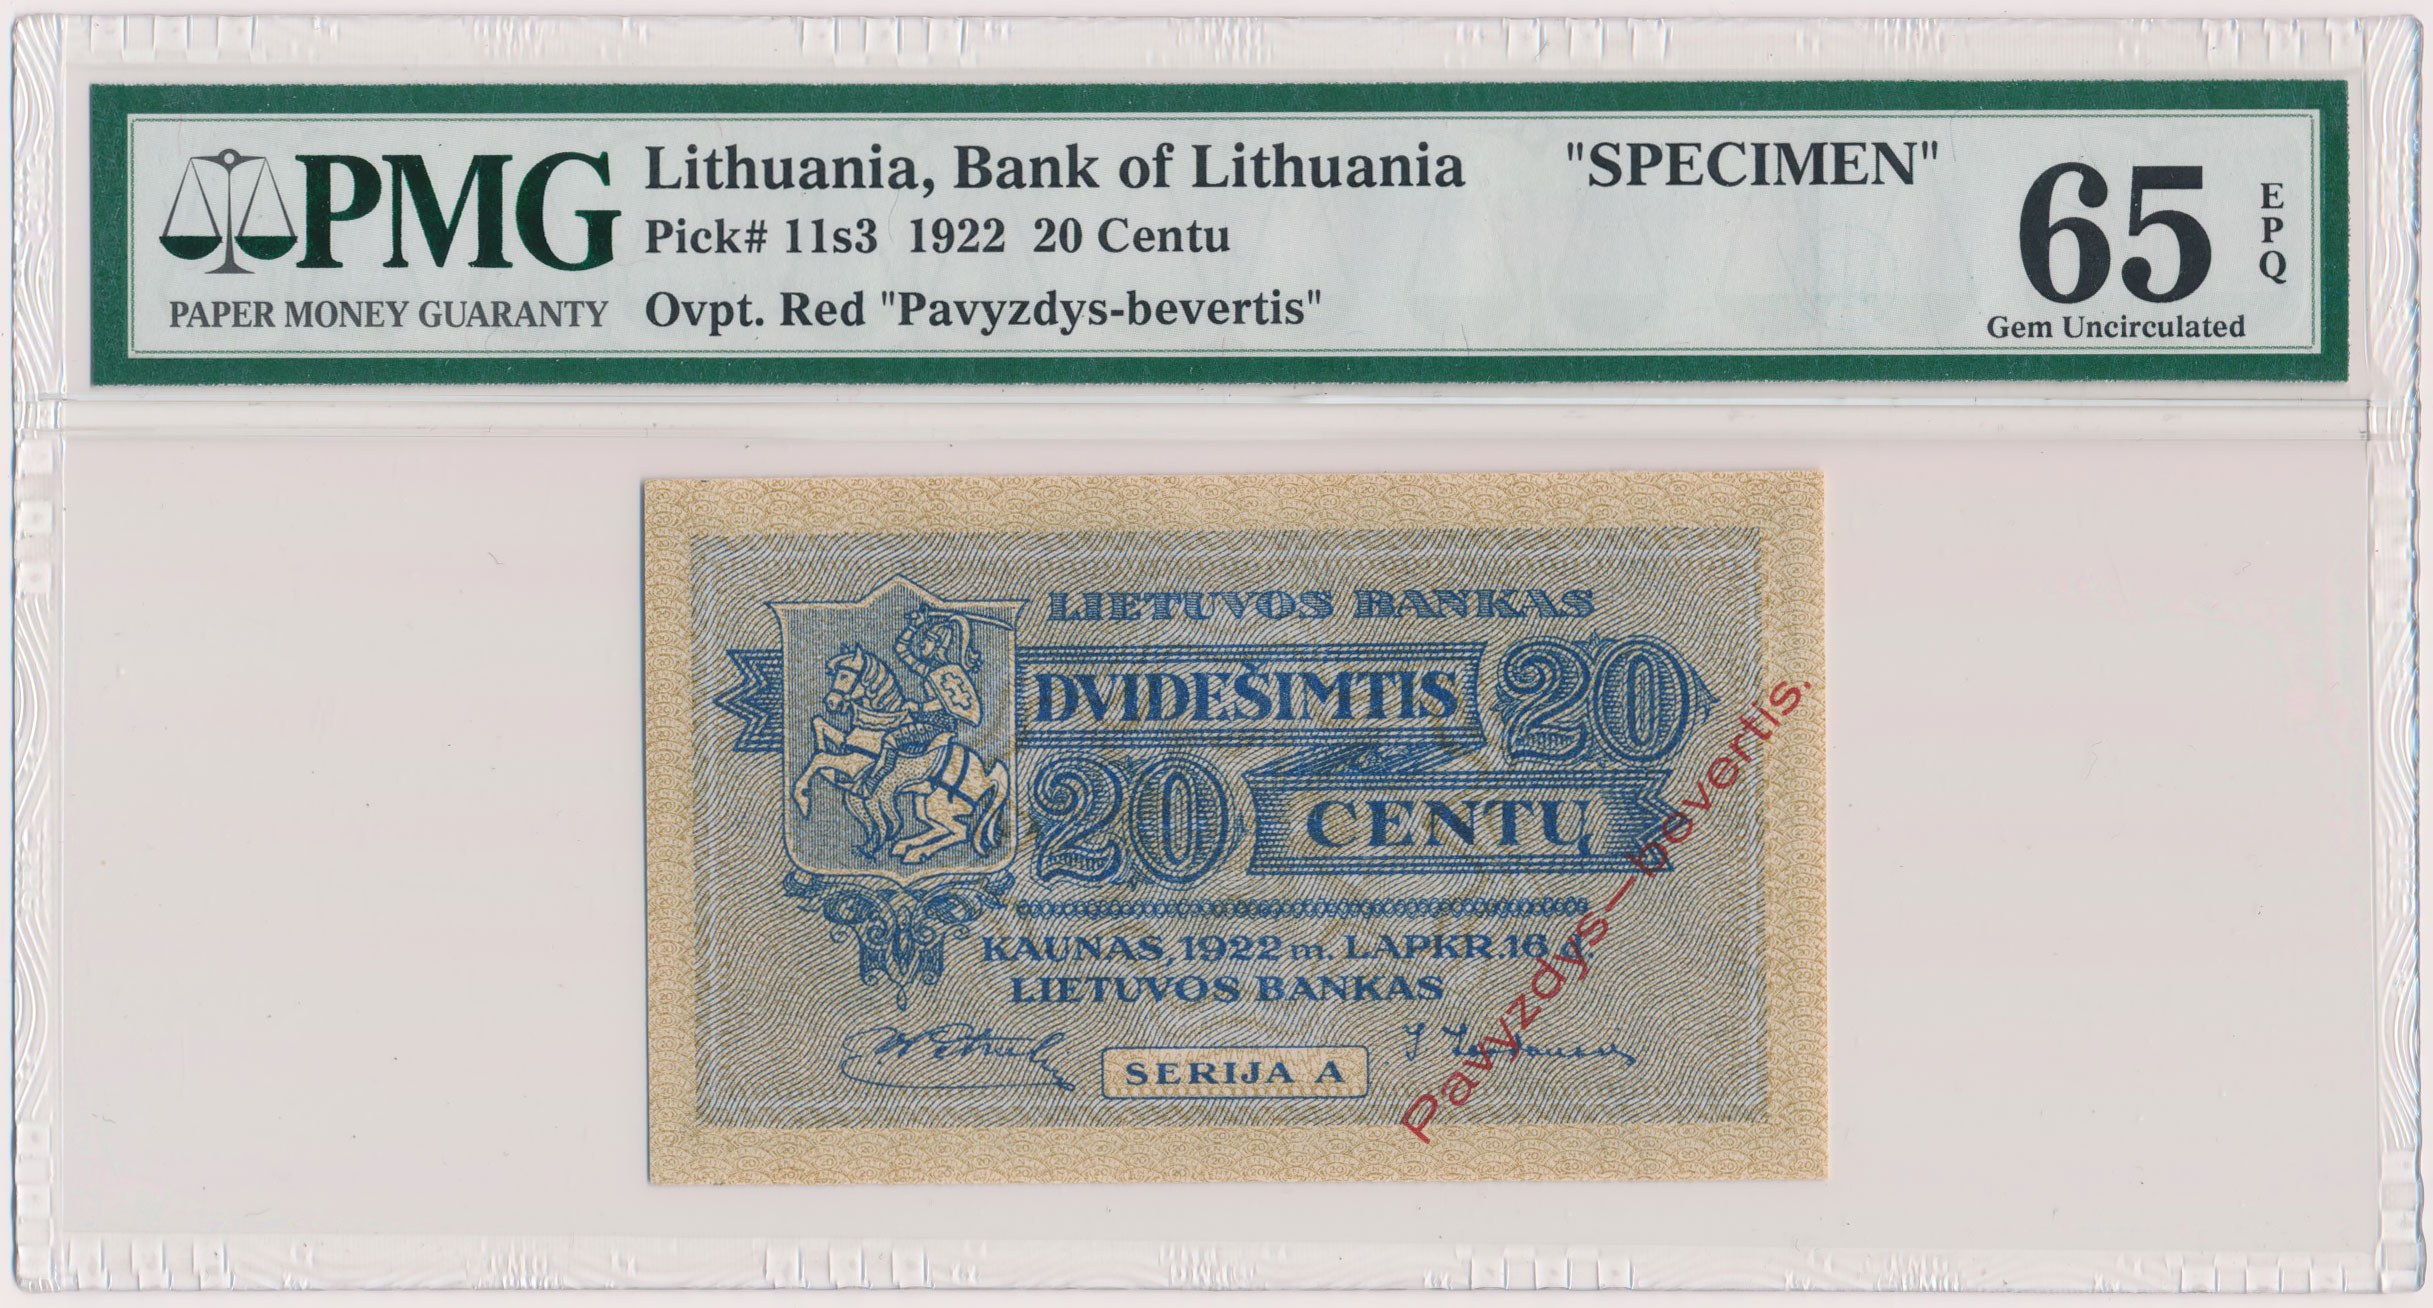 PMG
PAPER MONEY GUARANTY
Lithuania, Bank of Lithuania "SPECIMEN"
Pick# 11s3 1922 20 Centu
Ovpt. Red "Pavyzdys-bevertis"
65
EPQ
Gem Uncirculated
LIETUVOS BANKAS
DVIDEŠIMTIS 20
20 CENTŲ
KAUNAS, 1922 m. LAPKR. 16 d.
LIETUVOS BANKAS
SERIJA A
Pavyzdys—bevertis.